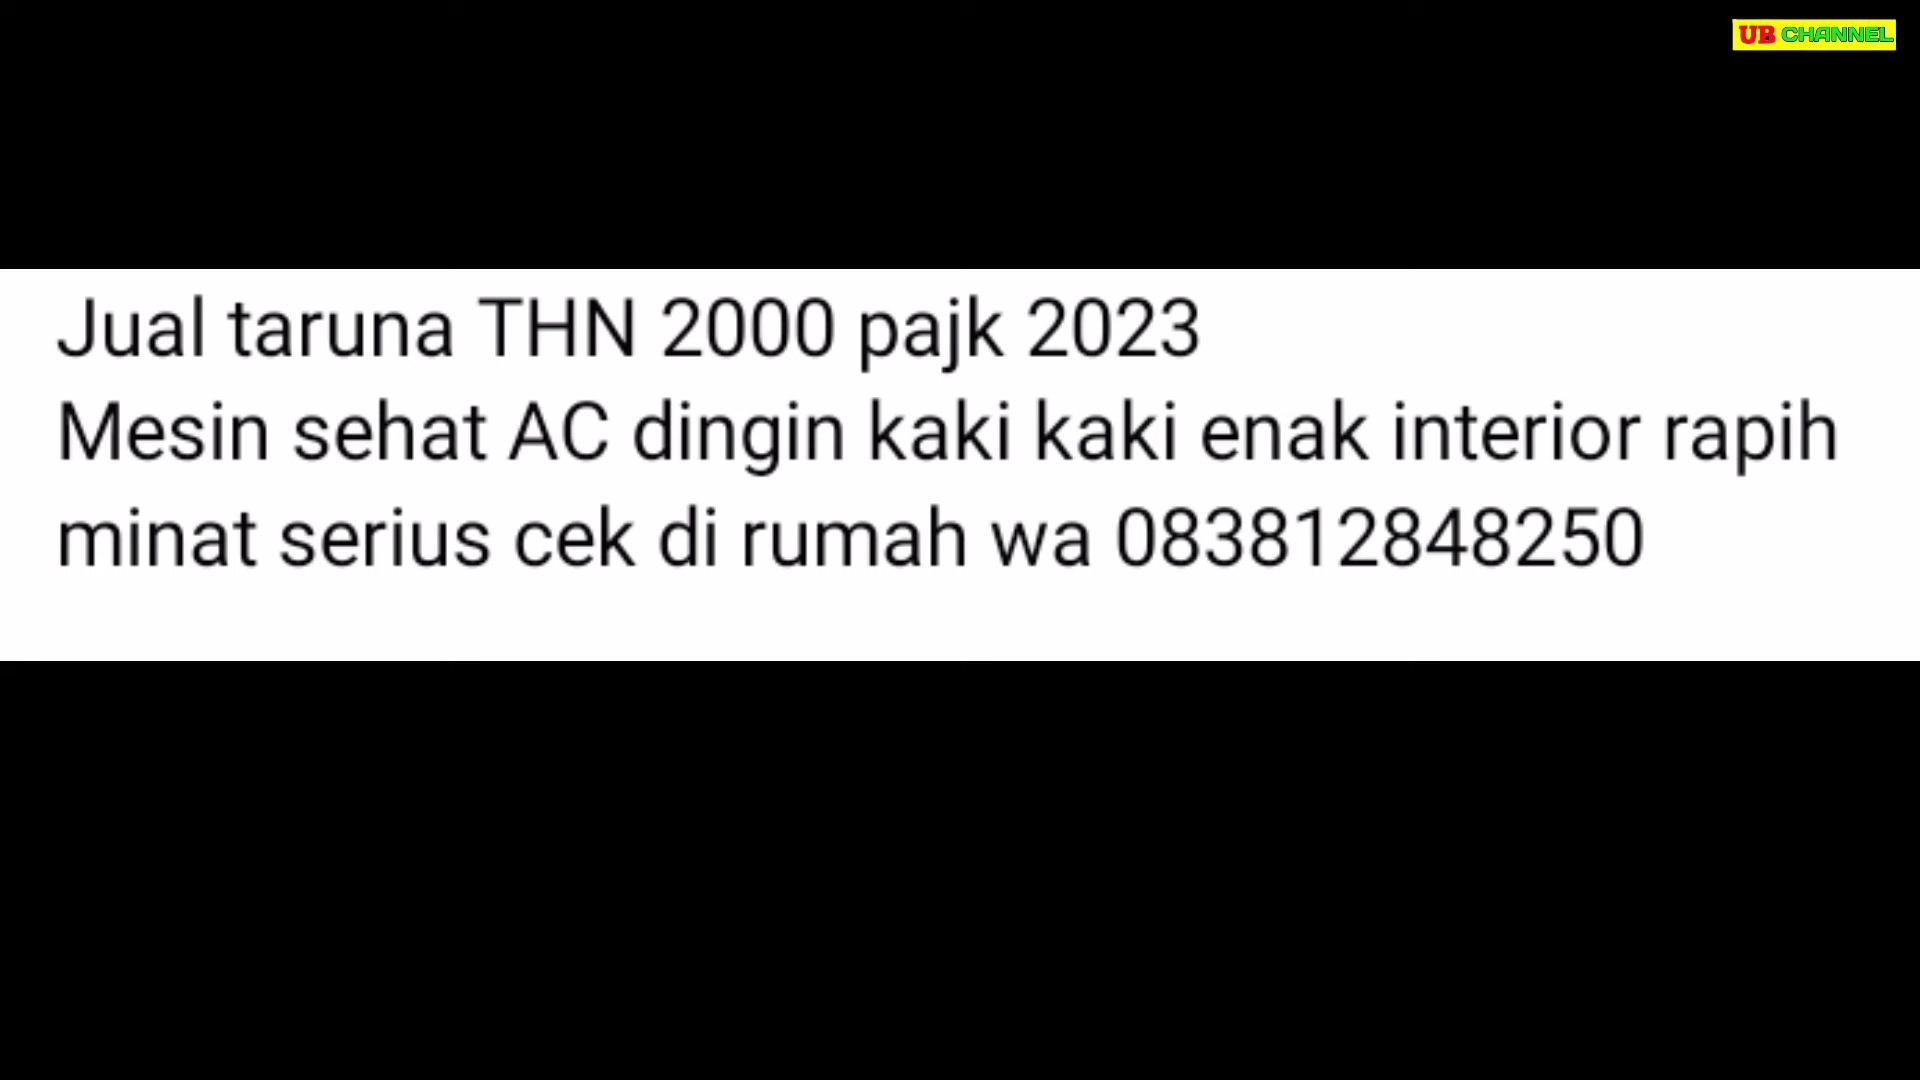 UB CHANNEL
Jual taruna THN 2000 pajk 2023
Mesin sehat AC dingin kaki kaki enak interior rapih
minat serius cek di rumah wa 083812848250